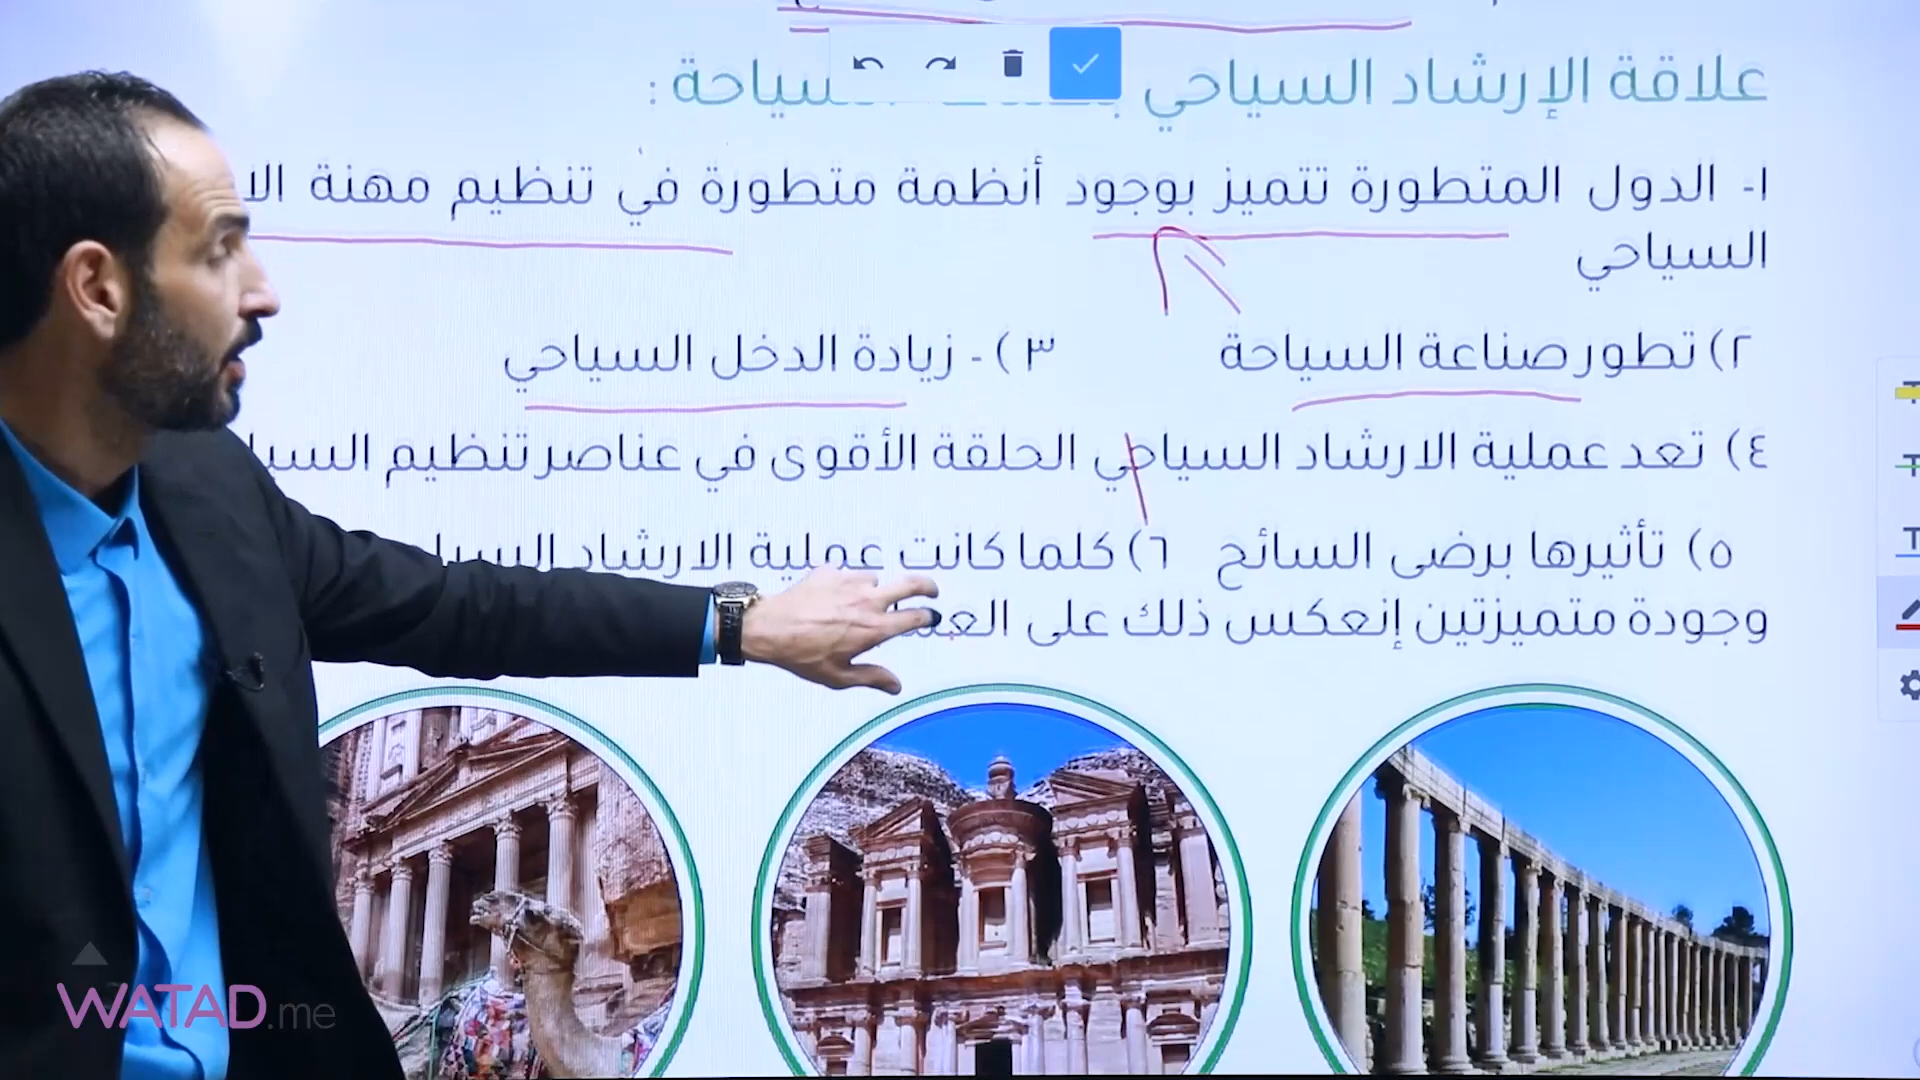 علاقة الإرشاد السياحي السياحة :
١- الدول المتطورة تتميز بوجود أنظمة متطورة في تنظيم مهنة
السياحي
٢) تطور صناعة السياحة ٣) - زيادة الدخل السياحي
٤) تعد عملية الارشاد السياحي الحلقة الأقوى في عناصر تنظيم
٥) تأثيرها برضى السائح ٦) كلما كانت عملية الارشاد
وجودة متميزتين إنعكس ذلك على
WATAD.me